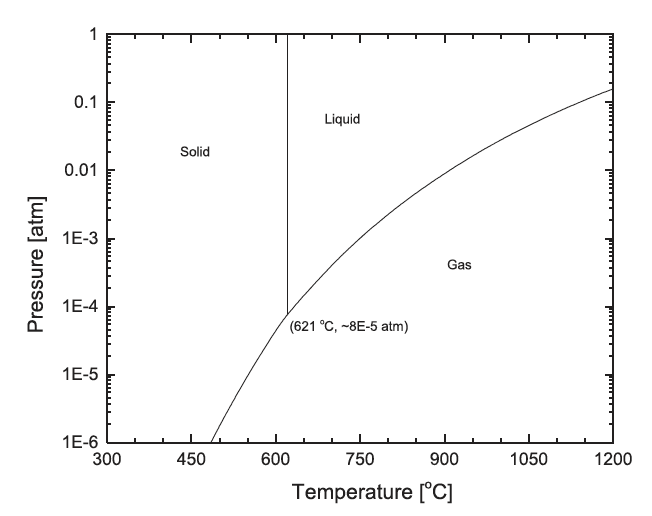 1
0.1
0.01
1E-3
1E-4
1E-5
1E-6
Pressure [atm]
Solid
Liquid
Gas
(621 °C, ~8E-5 atm)
300 450 600 750 900 1050 1200
Temperature [°C]